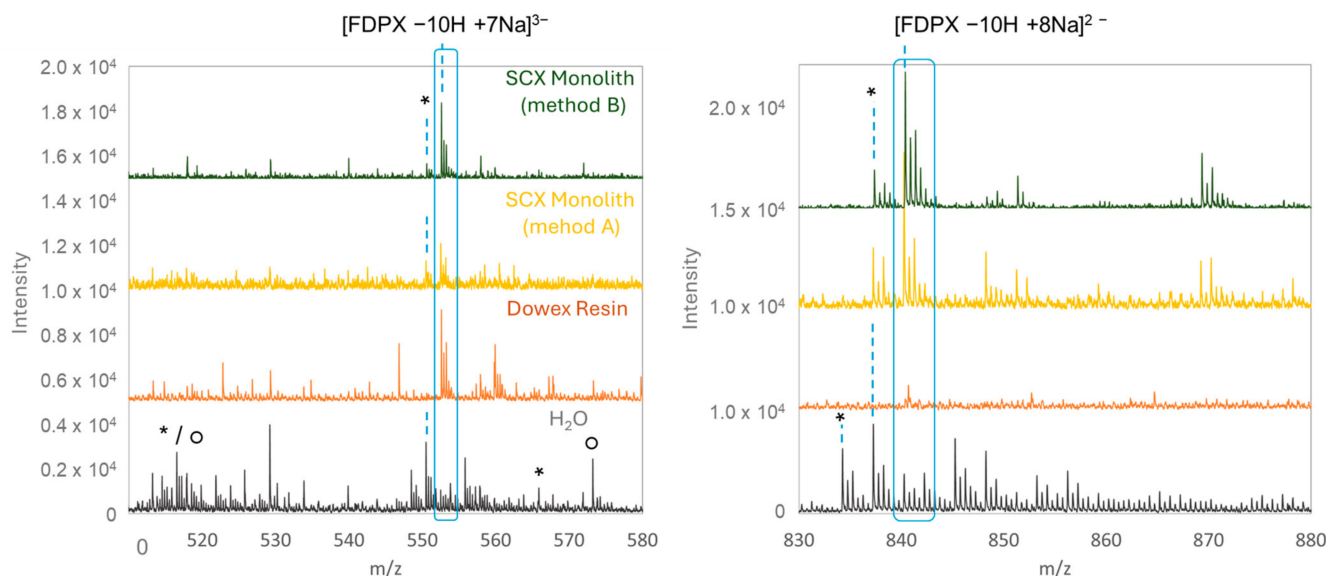 [FDPX −10H +7Na]³⁻
2.0 x 10⁴
1.8 x 10⁴
1.6 x 10⁴
1.4 x 10⁴
1.2 x 10⁴
1.0 x 10⁴
0.8 x 10⁴
0.6 x 10⁴
0.4 x 10⁴
0.2 x 10⁴
0
Intensity
SCX Monolith
(method B)
*
SCX Monolith
(mehod A)
Dowex Resin
H₂O
* / o
*
o
0 520 530 540 550 560 570 580
m/z
[FDPX −10H +8Na]²⁻
2.0 x 10⁴
1.5 x 10⁴
1.0 x 10⁴
1.0 x 10⁴
0
Intensity
*
*
830 840 850 860 870 880
m/z